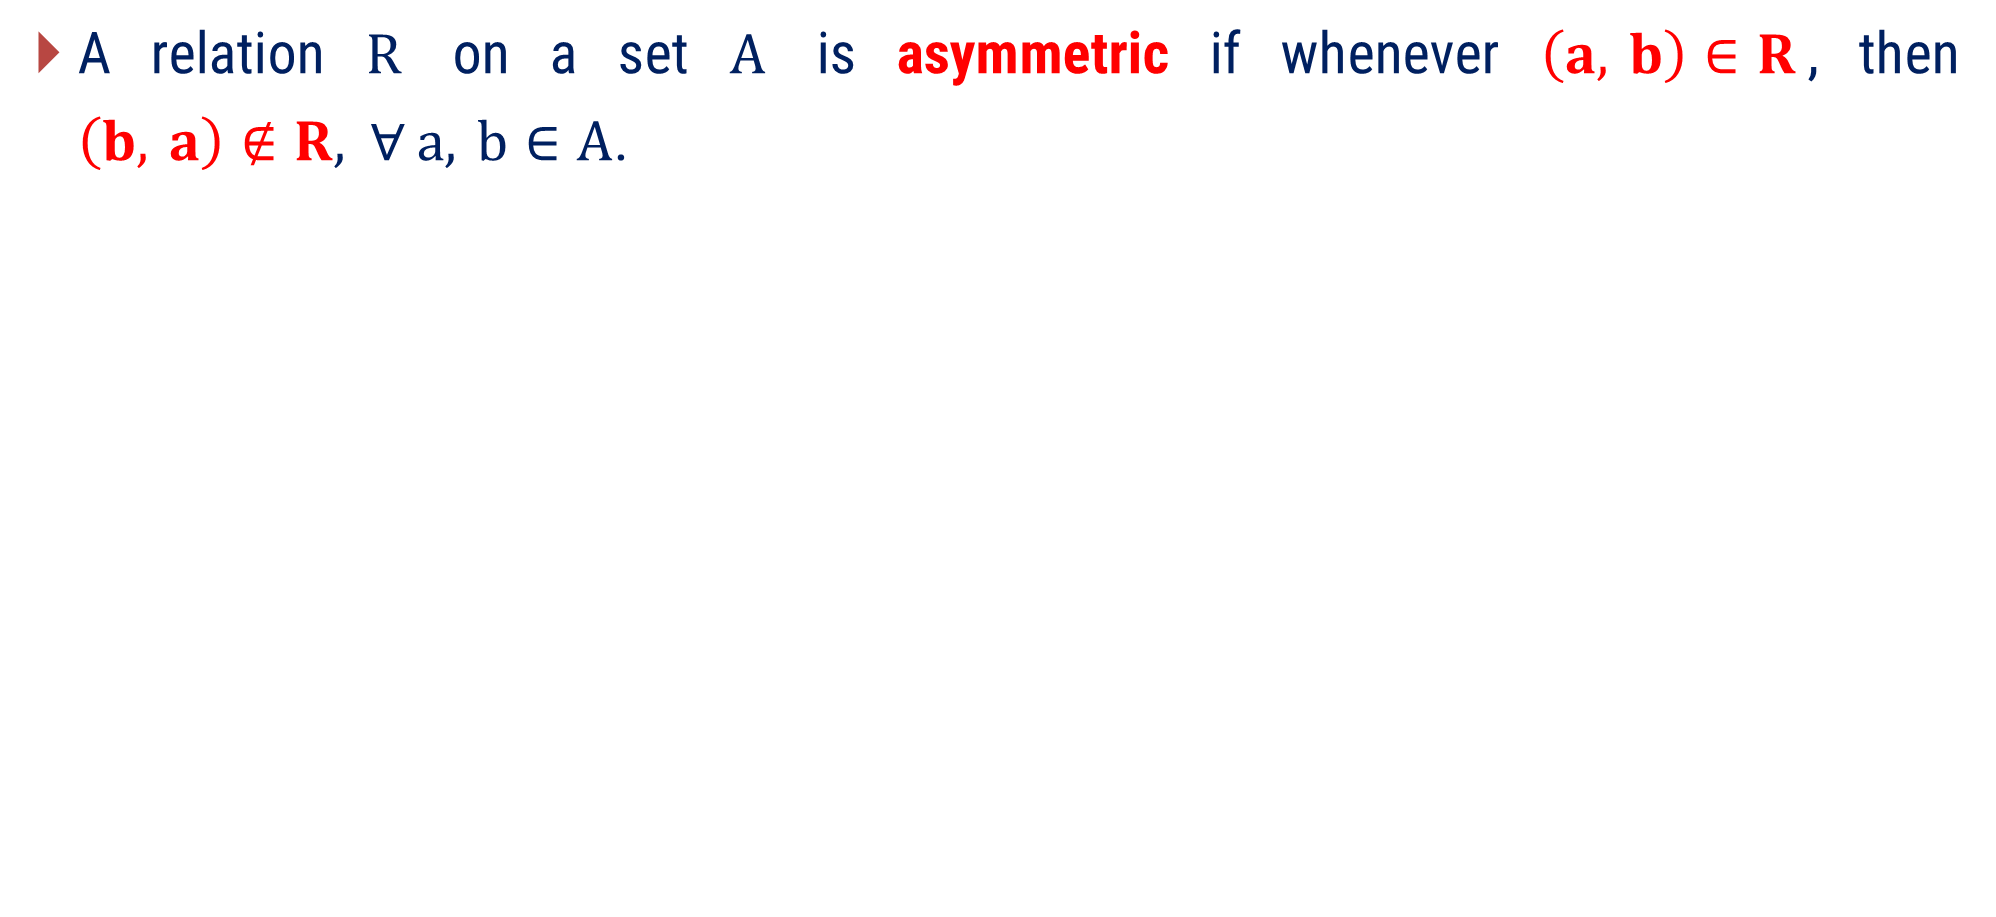 A relation R on a set A is asymmetric if whenever (a, b) ∈ R, then
(b, a) ∉ R, ∀ a, b ∈ A.